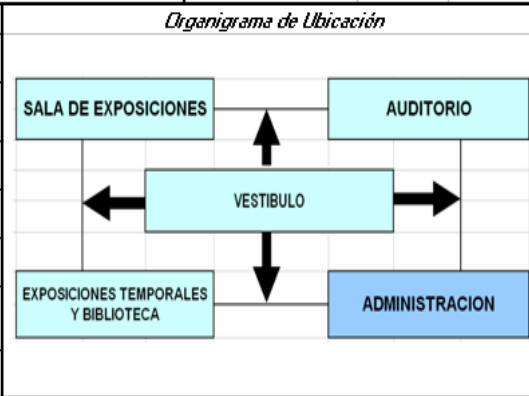 Organigrama de Ubicación
SALA DE EXPOSICIONES
AUDITORIO
VESTIBULO
EXPOSICIONES TEMPORALES
Y BIBLIOTECA
ADMINISTRACION